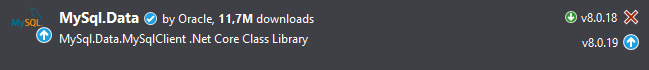 MySQL MySql.Data by Oracle, 11,7M downloads v8.0.18
MySql.Data.MySqlClient .Net Core Class Library v8.0.19